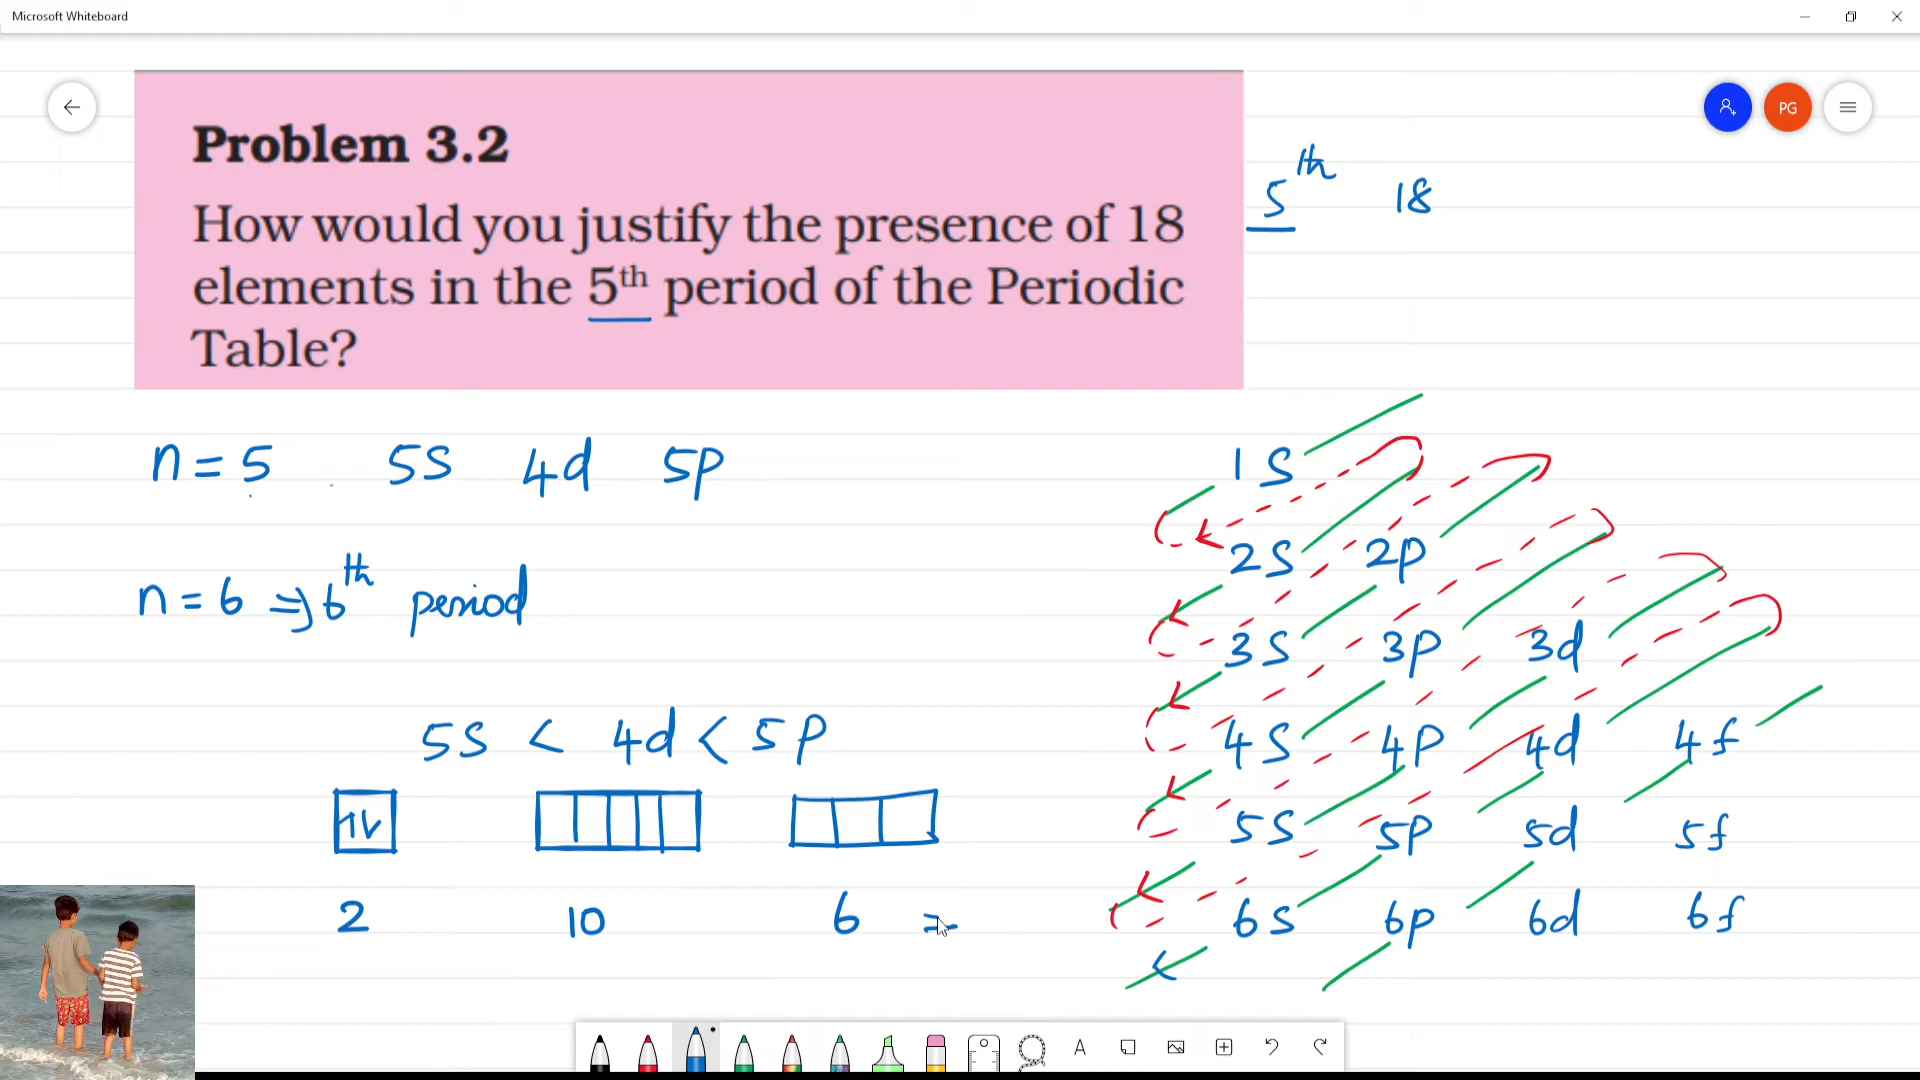 Microsoft Whiteboard
PG
Problem 3.2
How would you justify the presence of 18
elements in the 5th period of the Periodic
Table?
5th 18
n = 5 5s 4d 5p
n = 6 => 6th period
5s < 4d < 5p
2 10 6 =
1s
2s 2p
3s 3p 3d
4s 4p 4d 4f
5s 5p 5d 5f
6s 6p 6d 6f
A